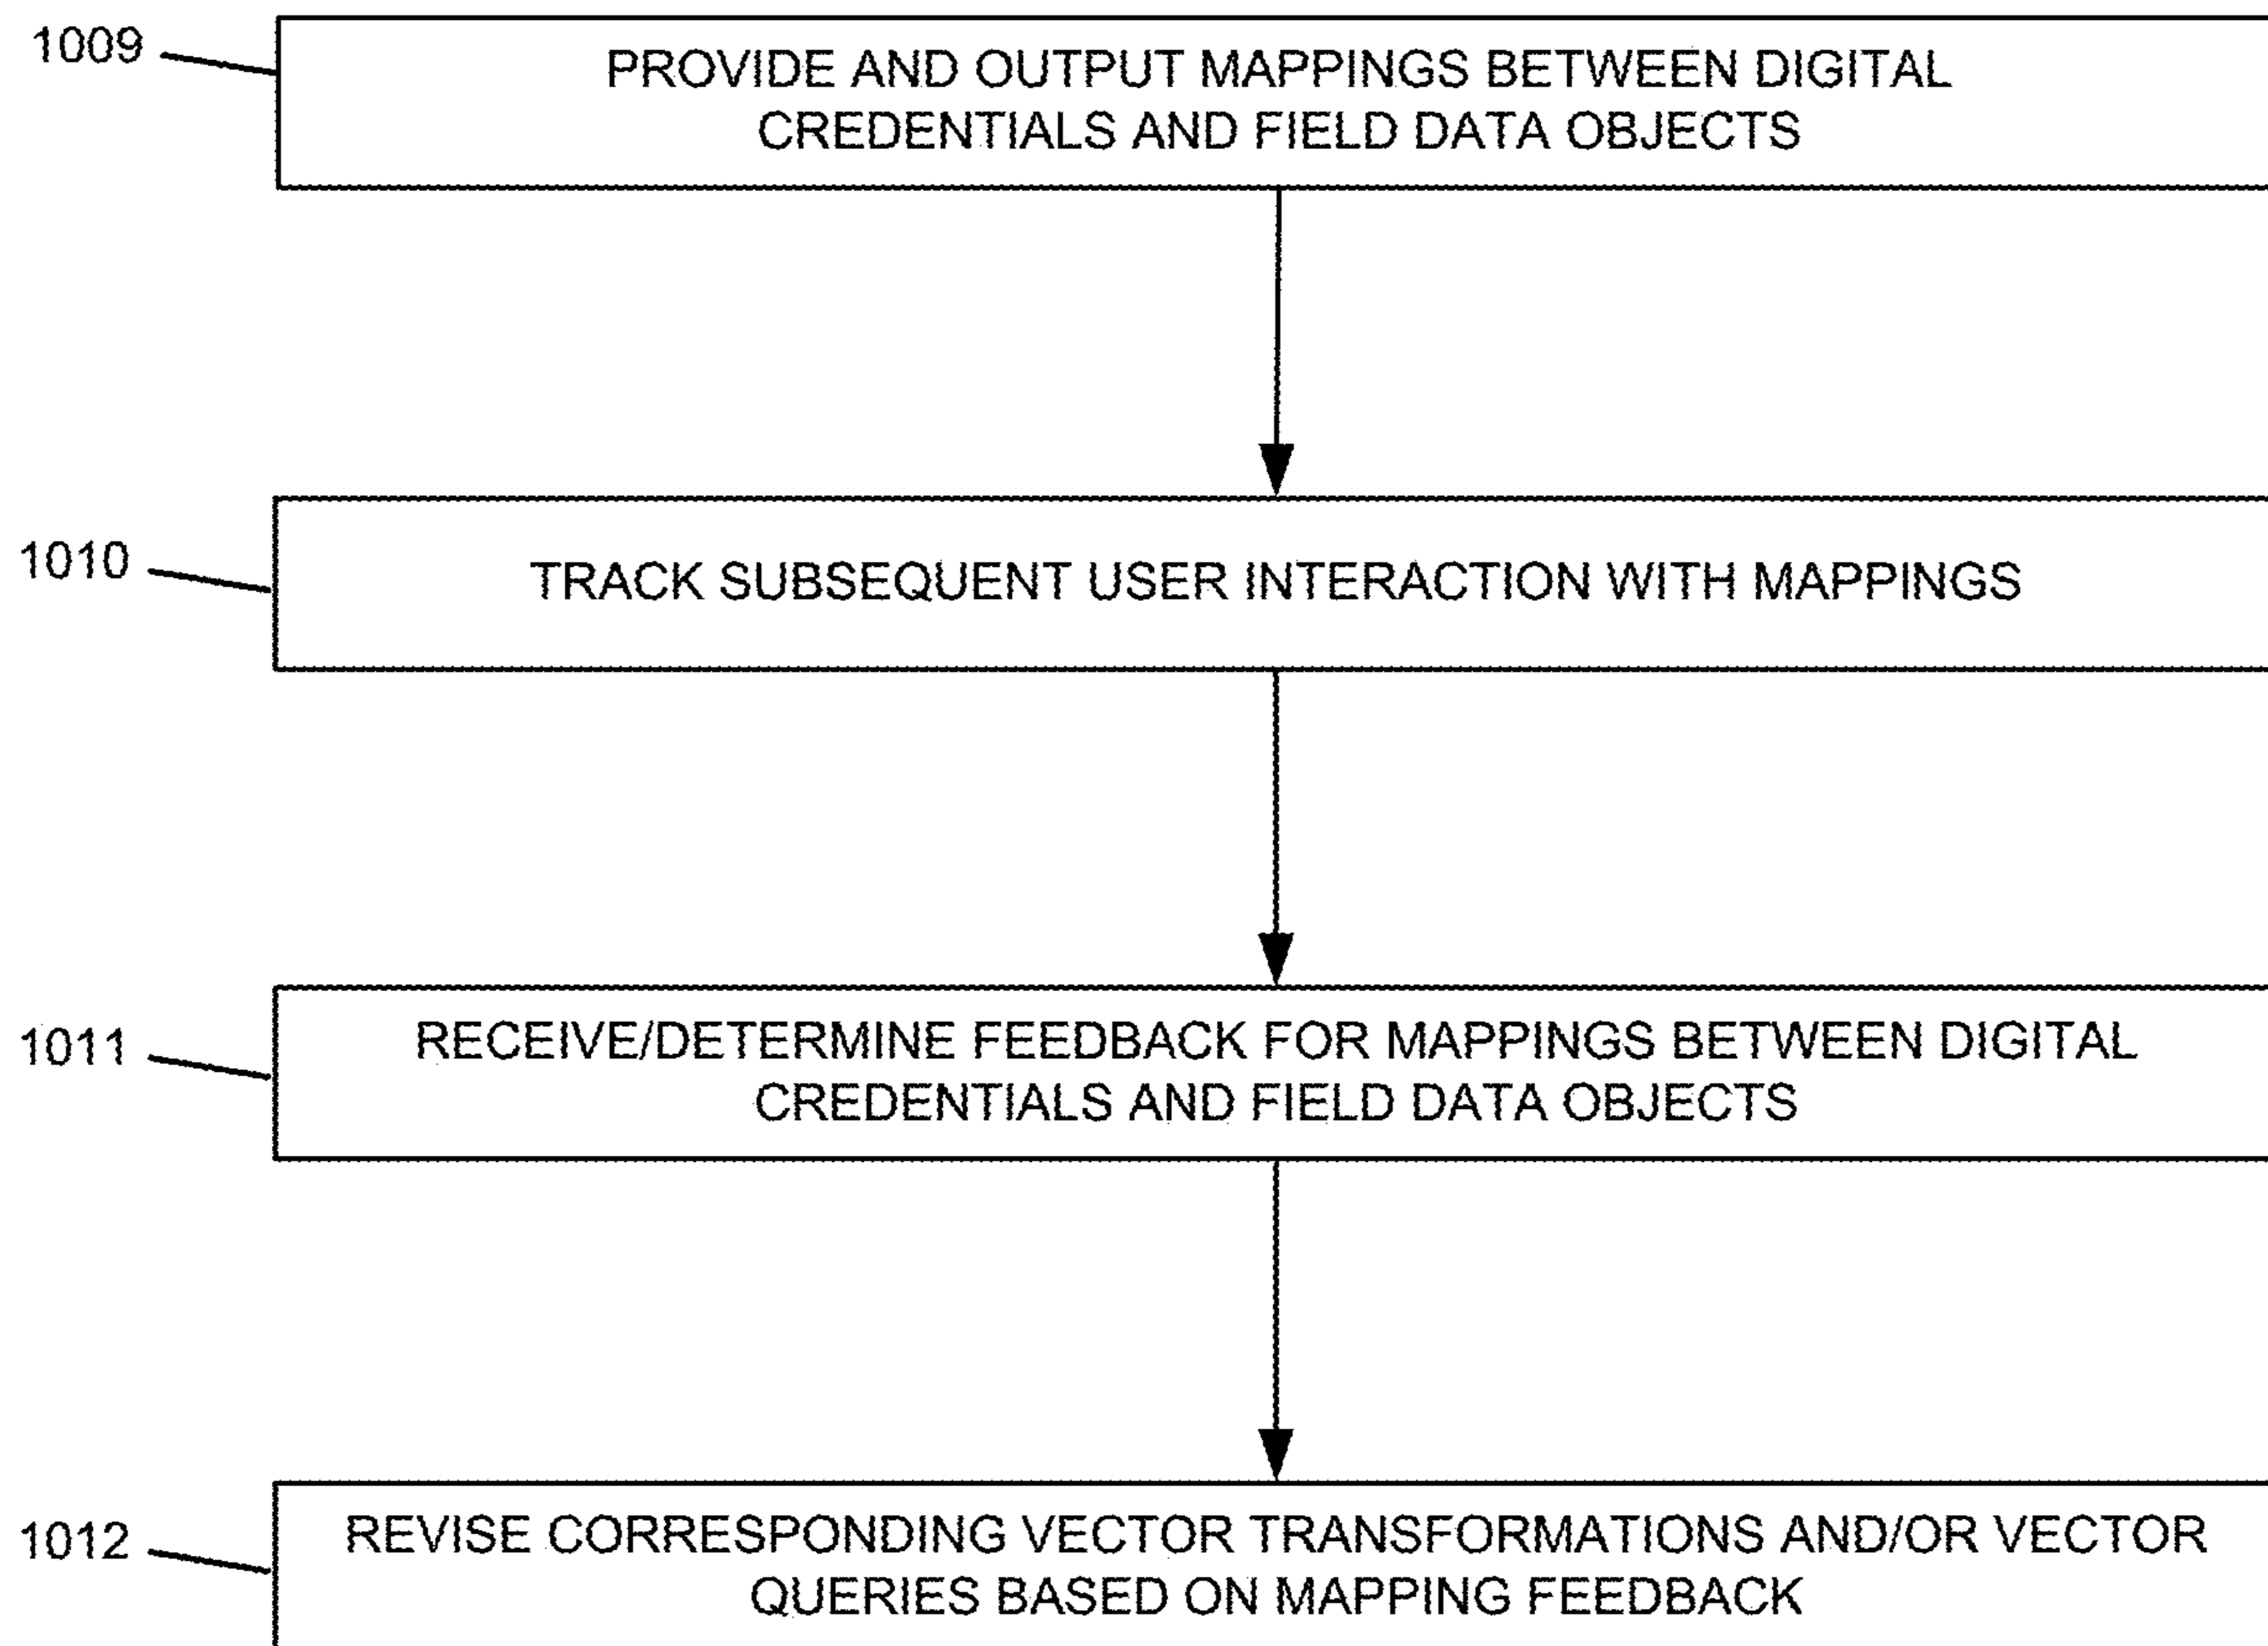 1009
PROVIDE AND OUTPUT MAPPINGS BETWEEN DIGITAL
CREDENTIALS AND FIELD DATA OBJECTS
1010
TRACK SUBSEQUENT USER INTERACTION WITH MAPPINGS
1011
RECEIVE/DETERMINE FEEDBACK FOR MAPPINGS BETWEEN DIGITAL
CREDENTIALS AND FIELD DATA OBJECTS
1012
REVISE CORRESPONDING VECTOR TRANSFORMATIONS AND/OR VECTOR
QUERIES BASED ON MAPPING FEEDBACK